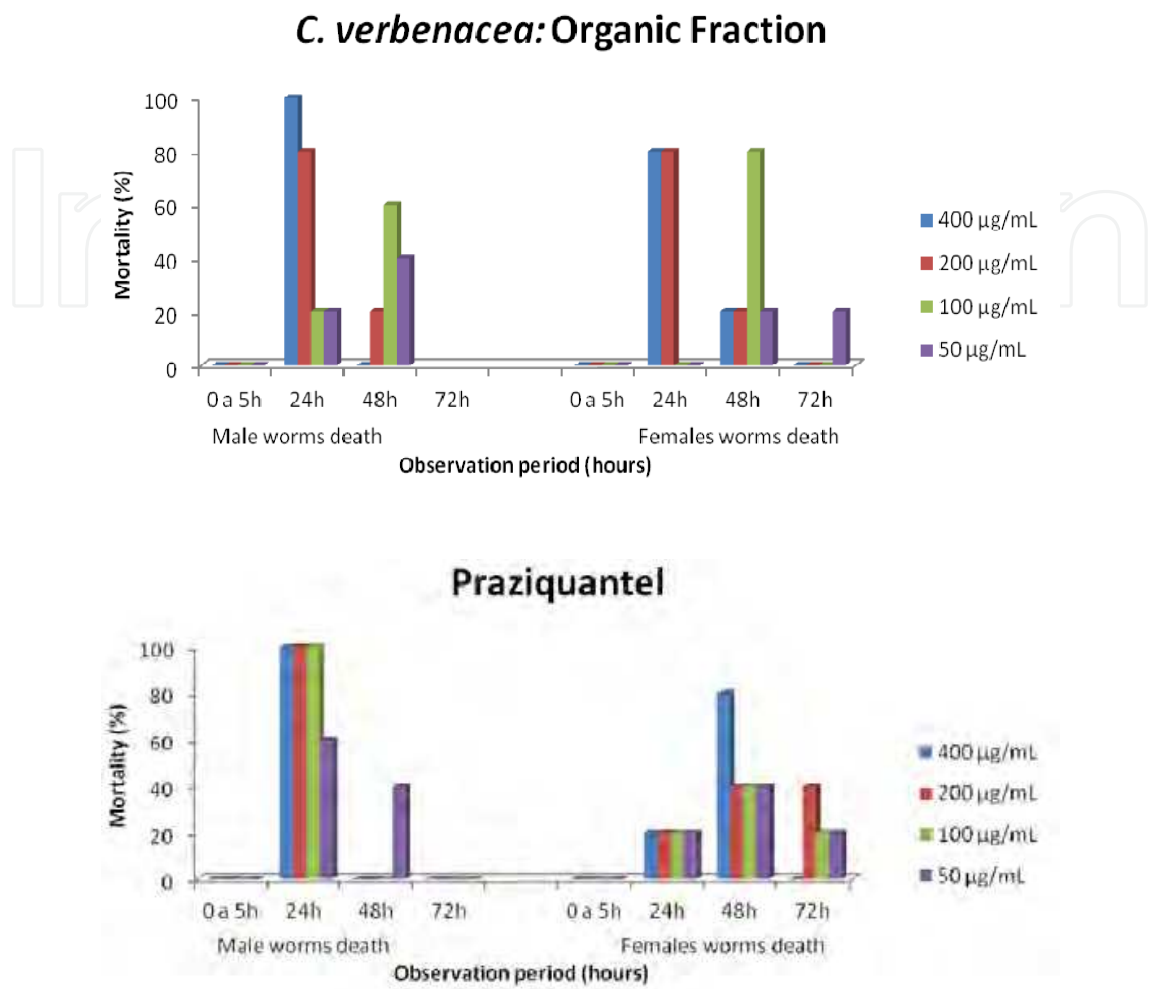 C. verbenacea: Organic Fraction
100
80
60
40
20
0
Mortality (%)
0 a 5h 24h 48h 72h 0 a 5h 24h 48h 72h
Male worms death Females worms death
Observation period (hours)
400 µg/mL
200 µg/mL
100 µg/mL
50 µg/mL
Praziquantel
100
80
60
40
20
0
Mortality (%)
0 a 5h 24h 48h 72h 0 a 5h 24h 48h 72h
Male worms death Females worms death
Observation period (hours)
400 µg/mL
200 µg/mL
100 µg/mL
50 µg/mL